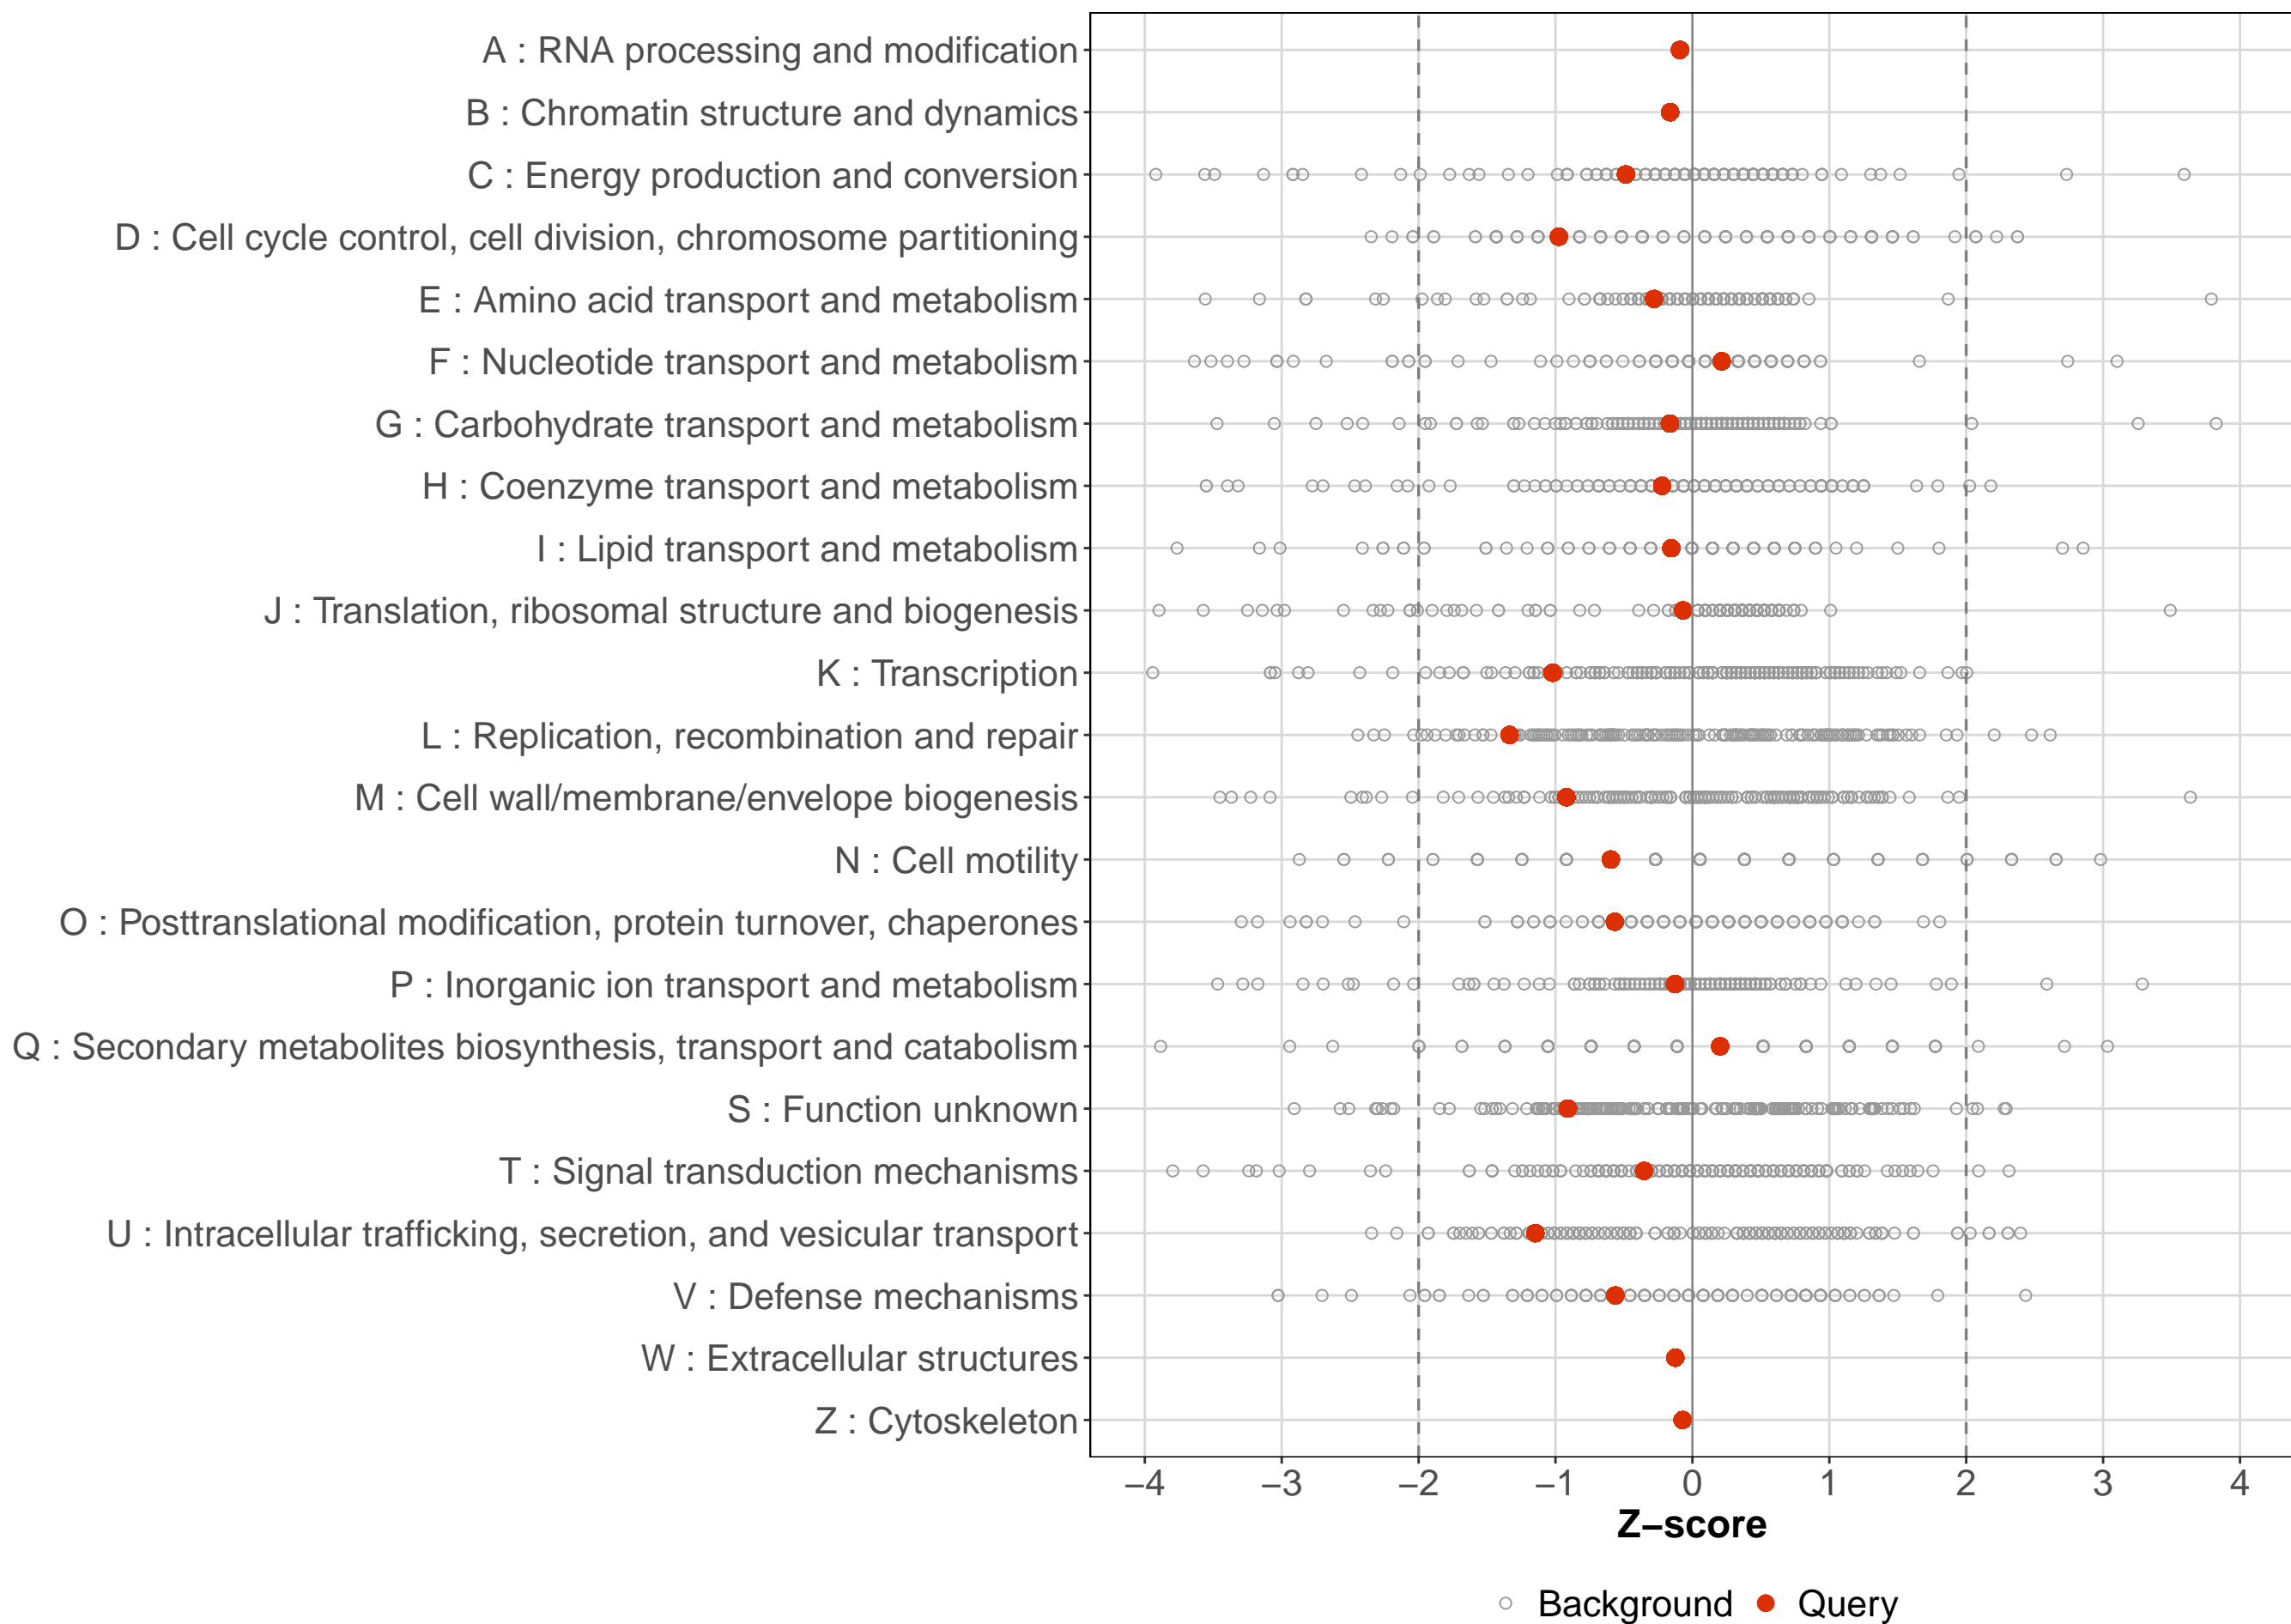 A : RNA processing and modification
B : Chromatin structure and dynamics
C : Energy production and conversion
D : Cell cycle control, cell division, chromosome partitioning
E : Amino acid transport and metabolism
F : Nucleotide transport and metabolism
G : Carbohydrate transport and metabolism
H : Coenzyme transport and metabolism
I : Lipid transport and metabolism
J : Translation, ribosomal structure and biogenesis
K : Transcription
L : Replication, recombination and repair
M : Cell wall/membrane/envelope biogenesis
N : Cell motility
O : Posttranslational modification, protein turnover, chaperones
P : Inorganic ion transport and metabolism
Q : Secondary metabolites biosynthesis, transport and catabolism
S : Function unknown
T : Signal transduction mechanisms
U : Intracellular trafficking, secretion, and vesicular transport
V : Defense mechanisms
W : Extracellular structures
Z : Cytoskeleton
−4 −3 −2 −1 0 1 2 3 4
Z−score
Background Query